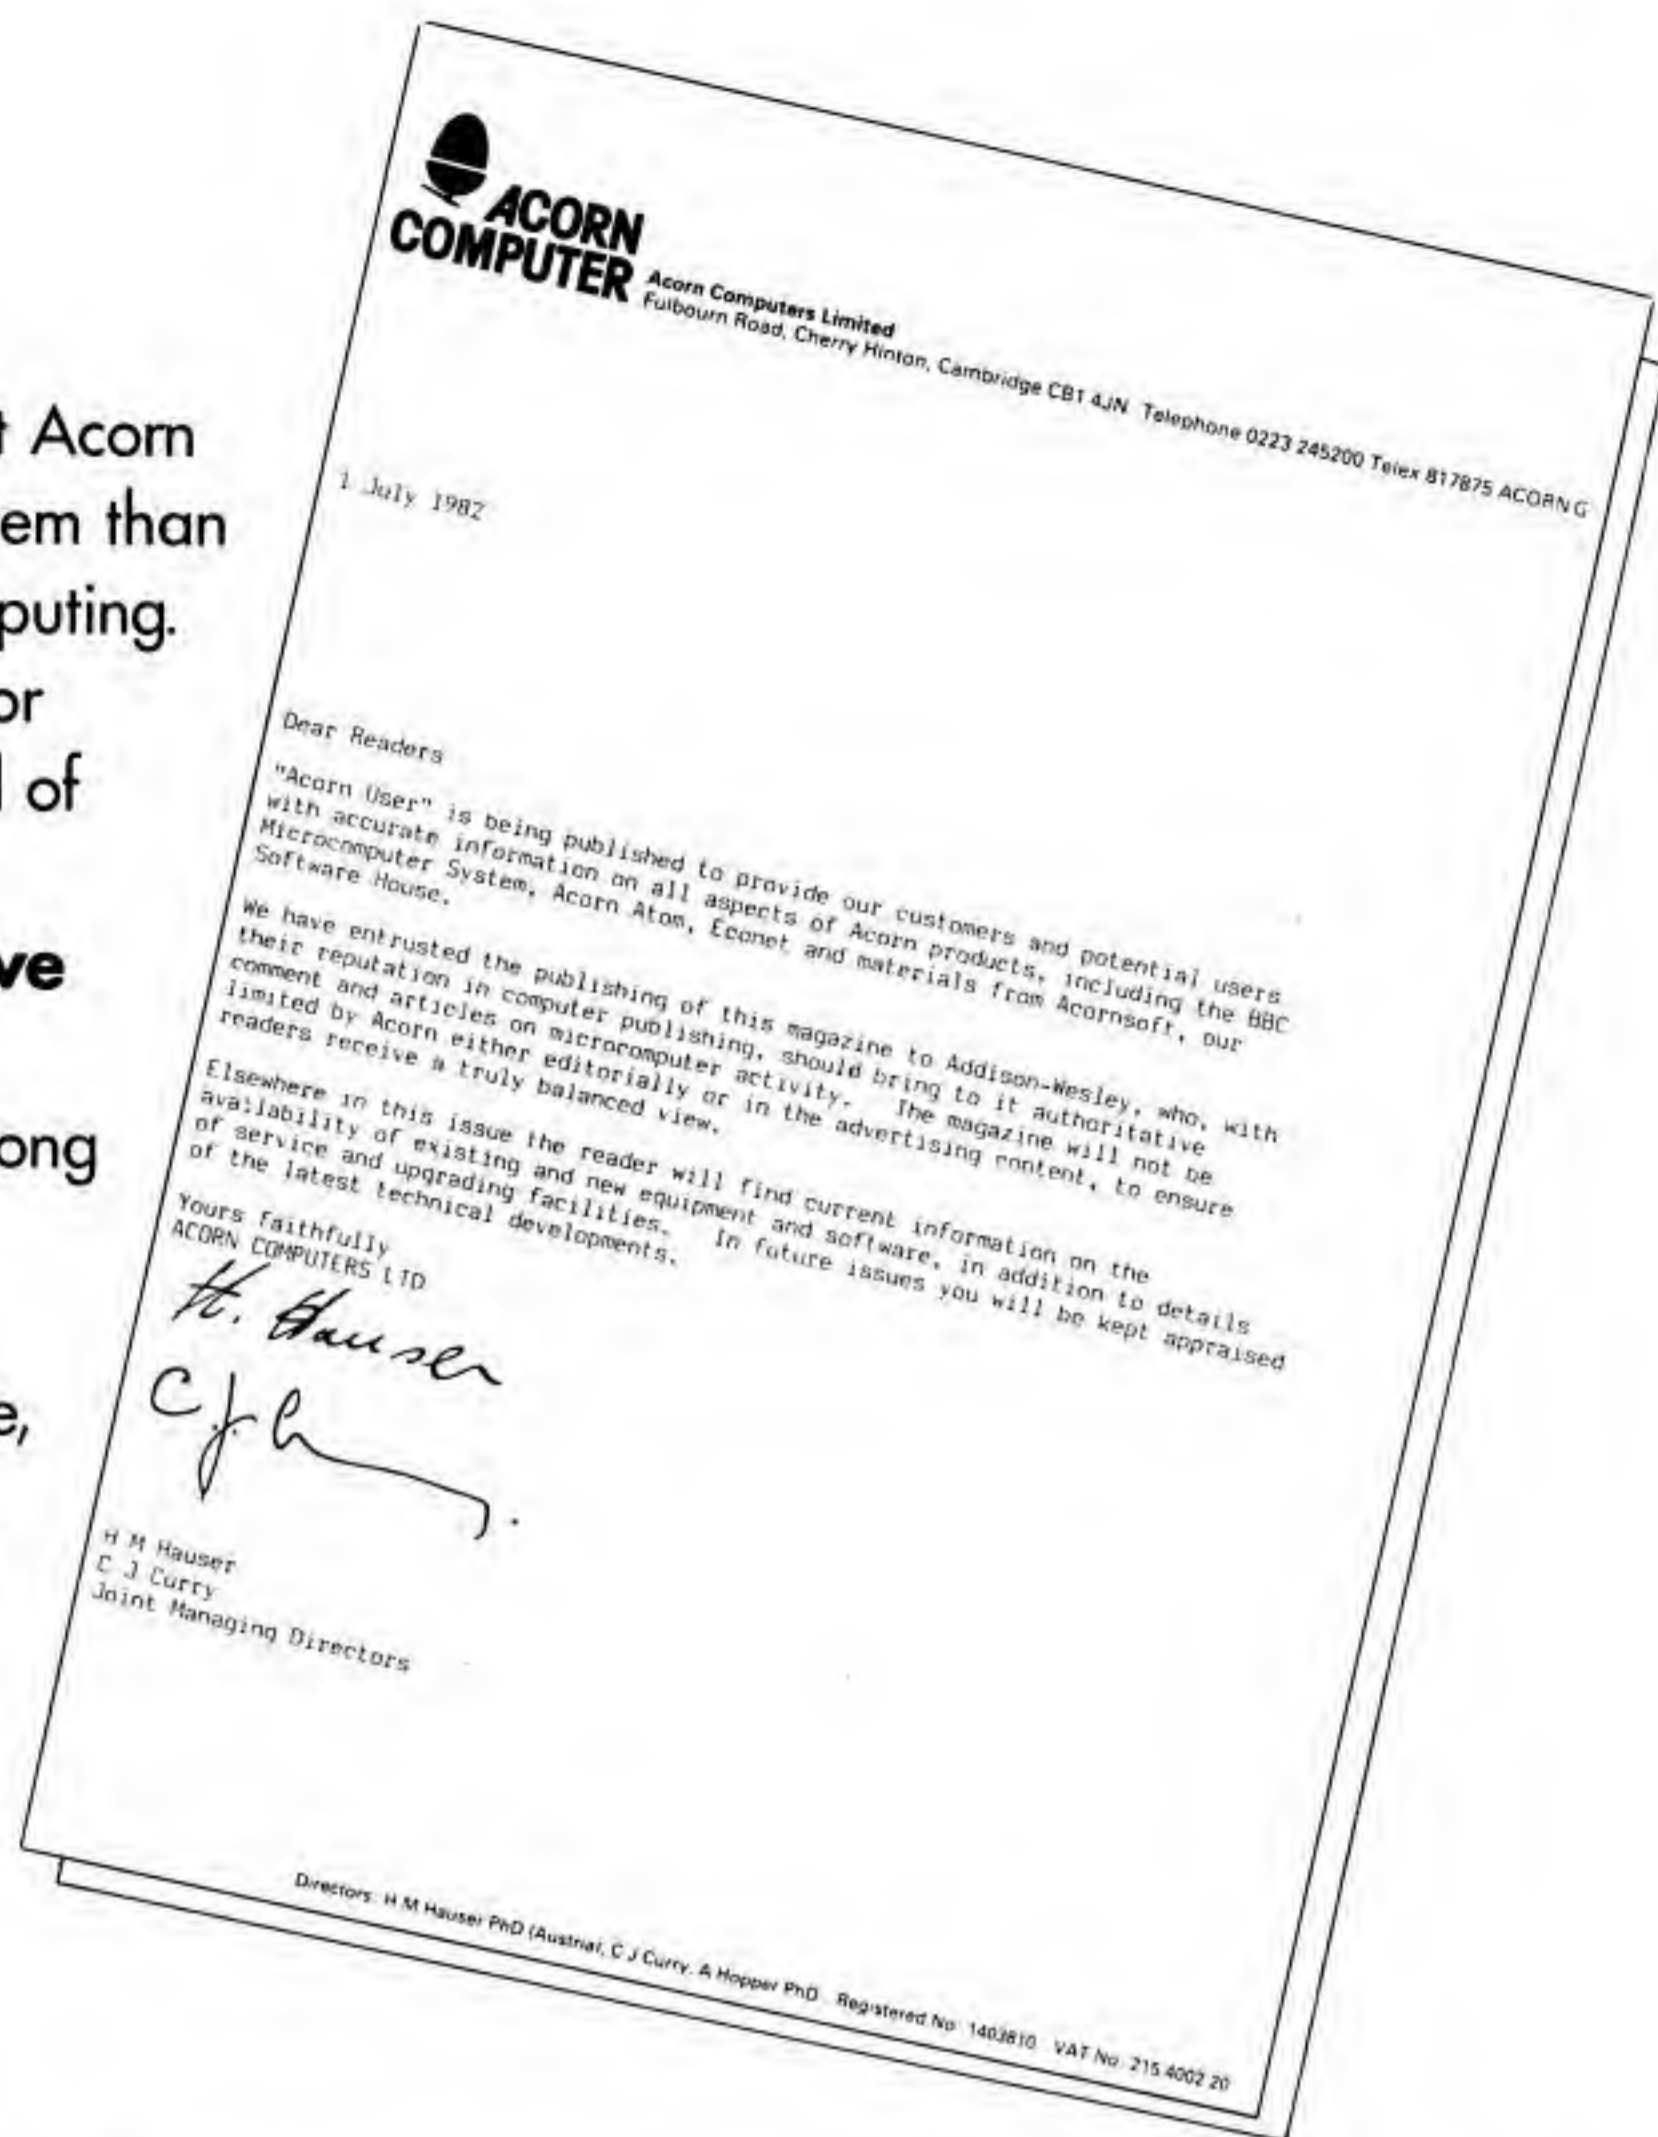 t Acorn
em than
puting.
or
l of
ve
ong
e,
ACORN
COMPUTER
Acorn Computers Limited
Fulbourn Road, Cherry Hinton, Cambridge CB1 4JN Telephone 0223 245200 Telex 817875 ACORN G
1 July 1982
Dear Readers
"Acorn User" is being published to provide our customers and potential users
with accurate information on all aspects of Acorn products, including the BBC
Microcomputer System, Acorn Atom, Econet and materials from Acornsoft, our
Software House.
We have entrusted the publishing of this magazine to Addison-Wesley, who, with
their reputation in computer publishing, should bring to it authoritative
comment and articles on microcomputer activity. The magazine will not be
limited by Acorn either editorially or in the advertising content, to ensure
readers receive a truly balanced view.
Elsewhere in this issue the reader will find current information on the
availability of existing and new equipment and software, in addition to details
of service and upgrading facilities. In future issues you will be kept appraised
of the latest technical developments.
Yours faithfully
ACORN COMPUTERS LTD
H. Hauser
C J C
H M Hauser
C J Curry
Joint Managing Directors
Directors: H M Hauser PhD (Austria), C J Curry, A Hopper PhD Registered No. 1403810 VAT No. 215 4002 20